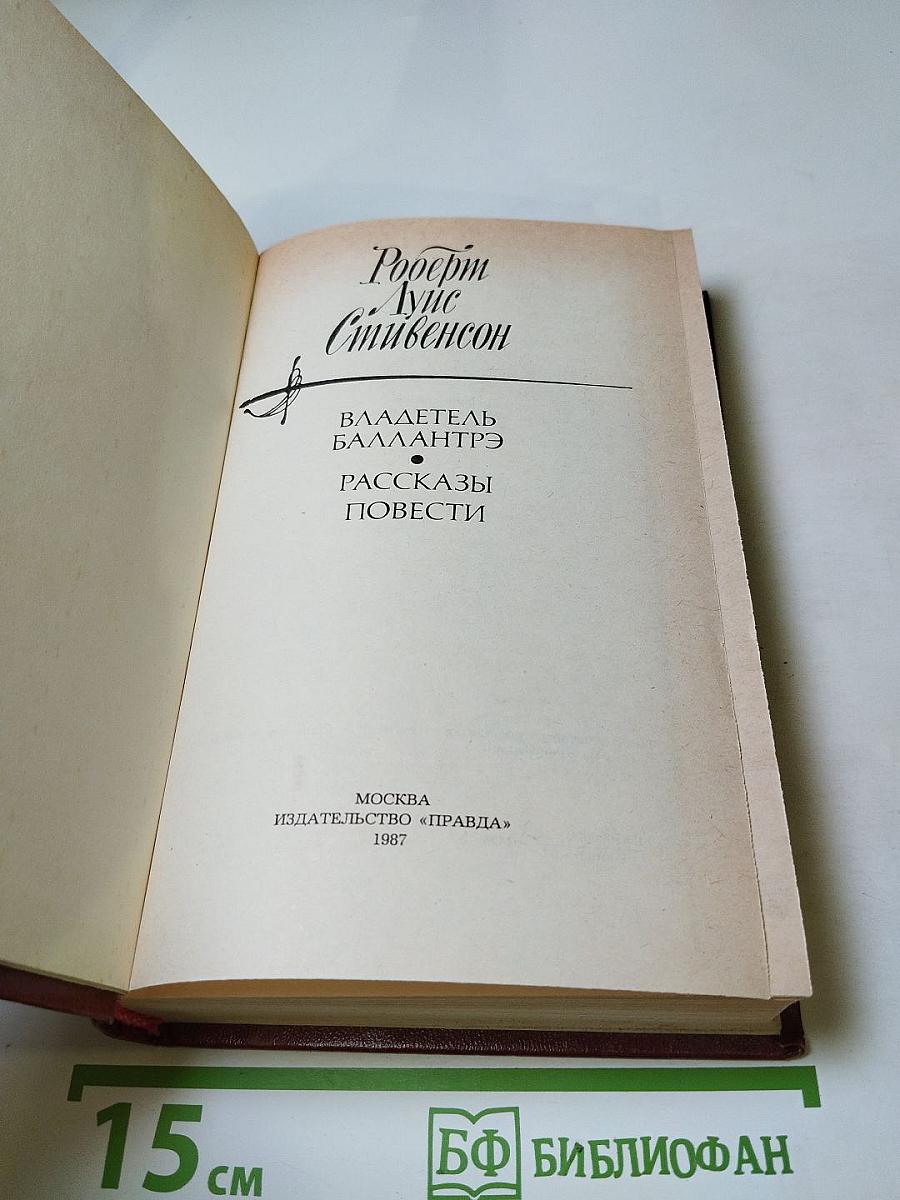 Роберт
Луис
Стивенсон
ВЛАДЕТЕЛЬ
БАЛЛАНТРЭ
•
РАССКАЗЫ
ПОВЕСТИ
МОСКВА
ИЗДАТЕЛЬСТВО «ПРАВДА»
1987
15 см
БФ БИБЛИОФАН